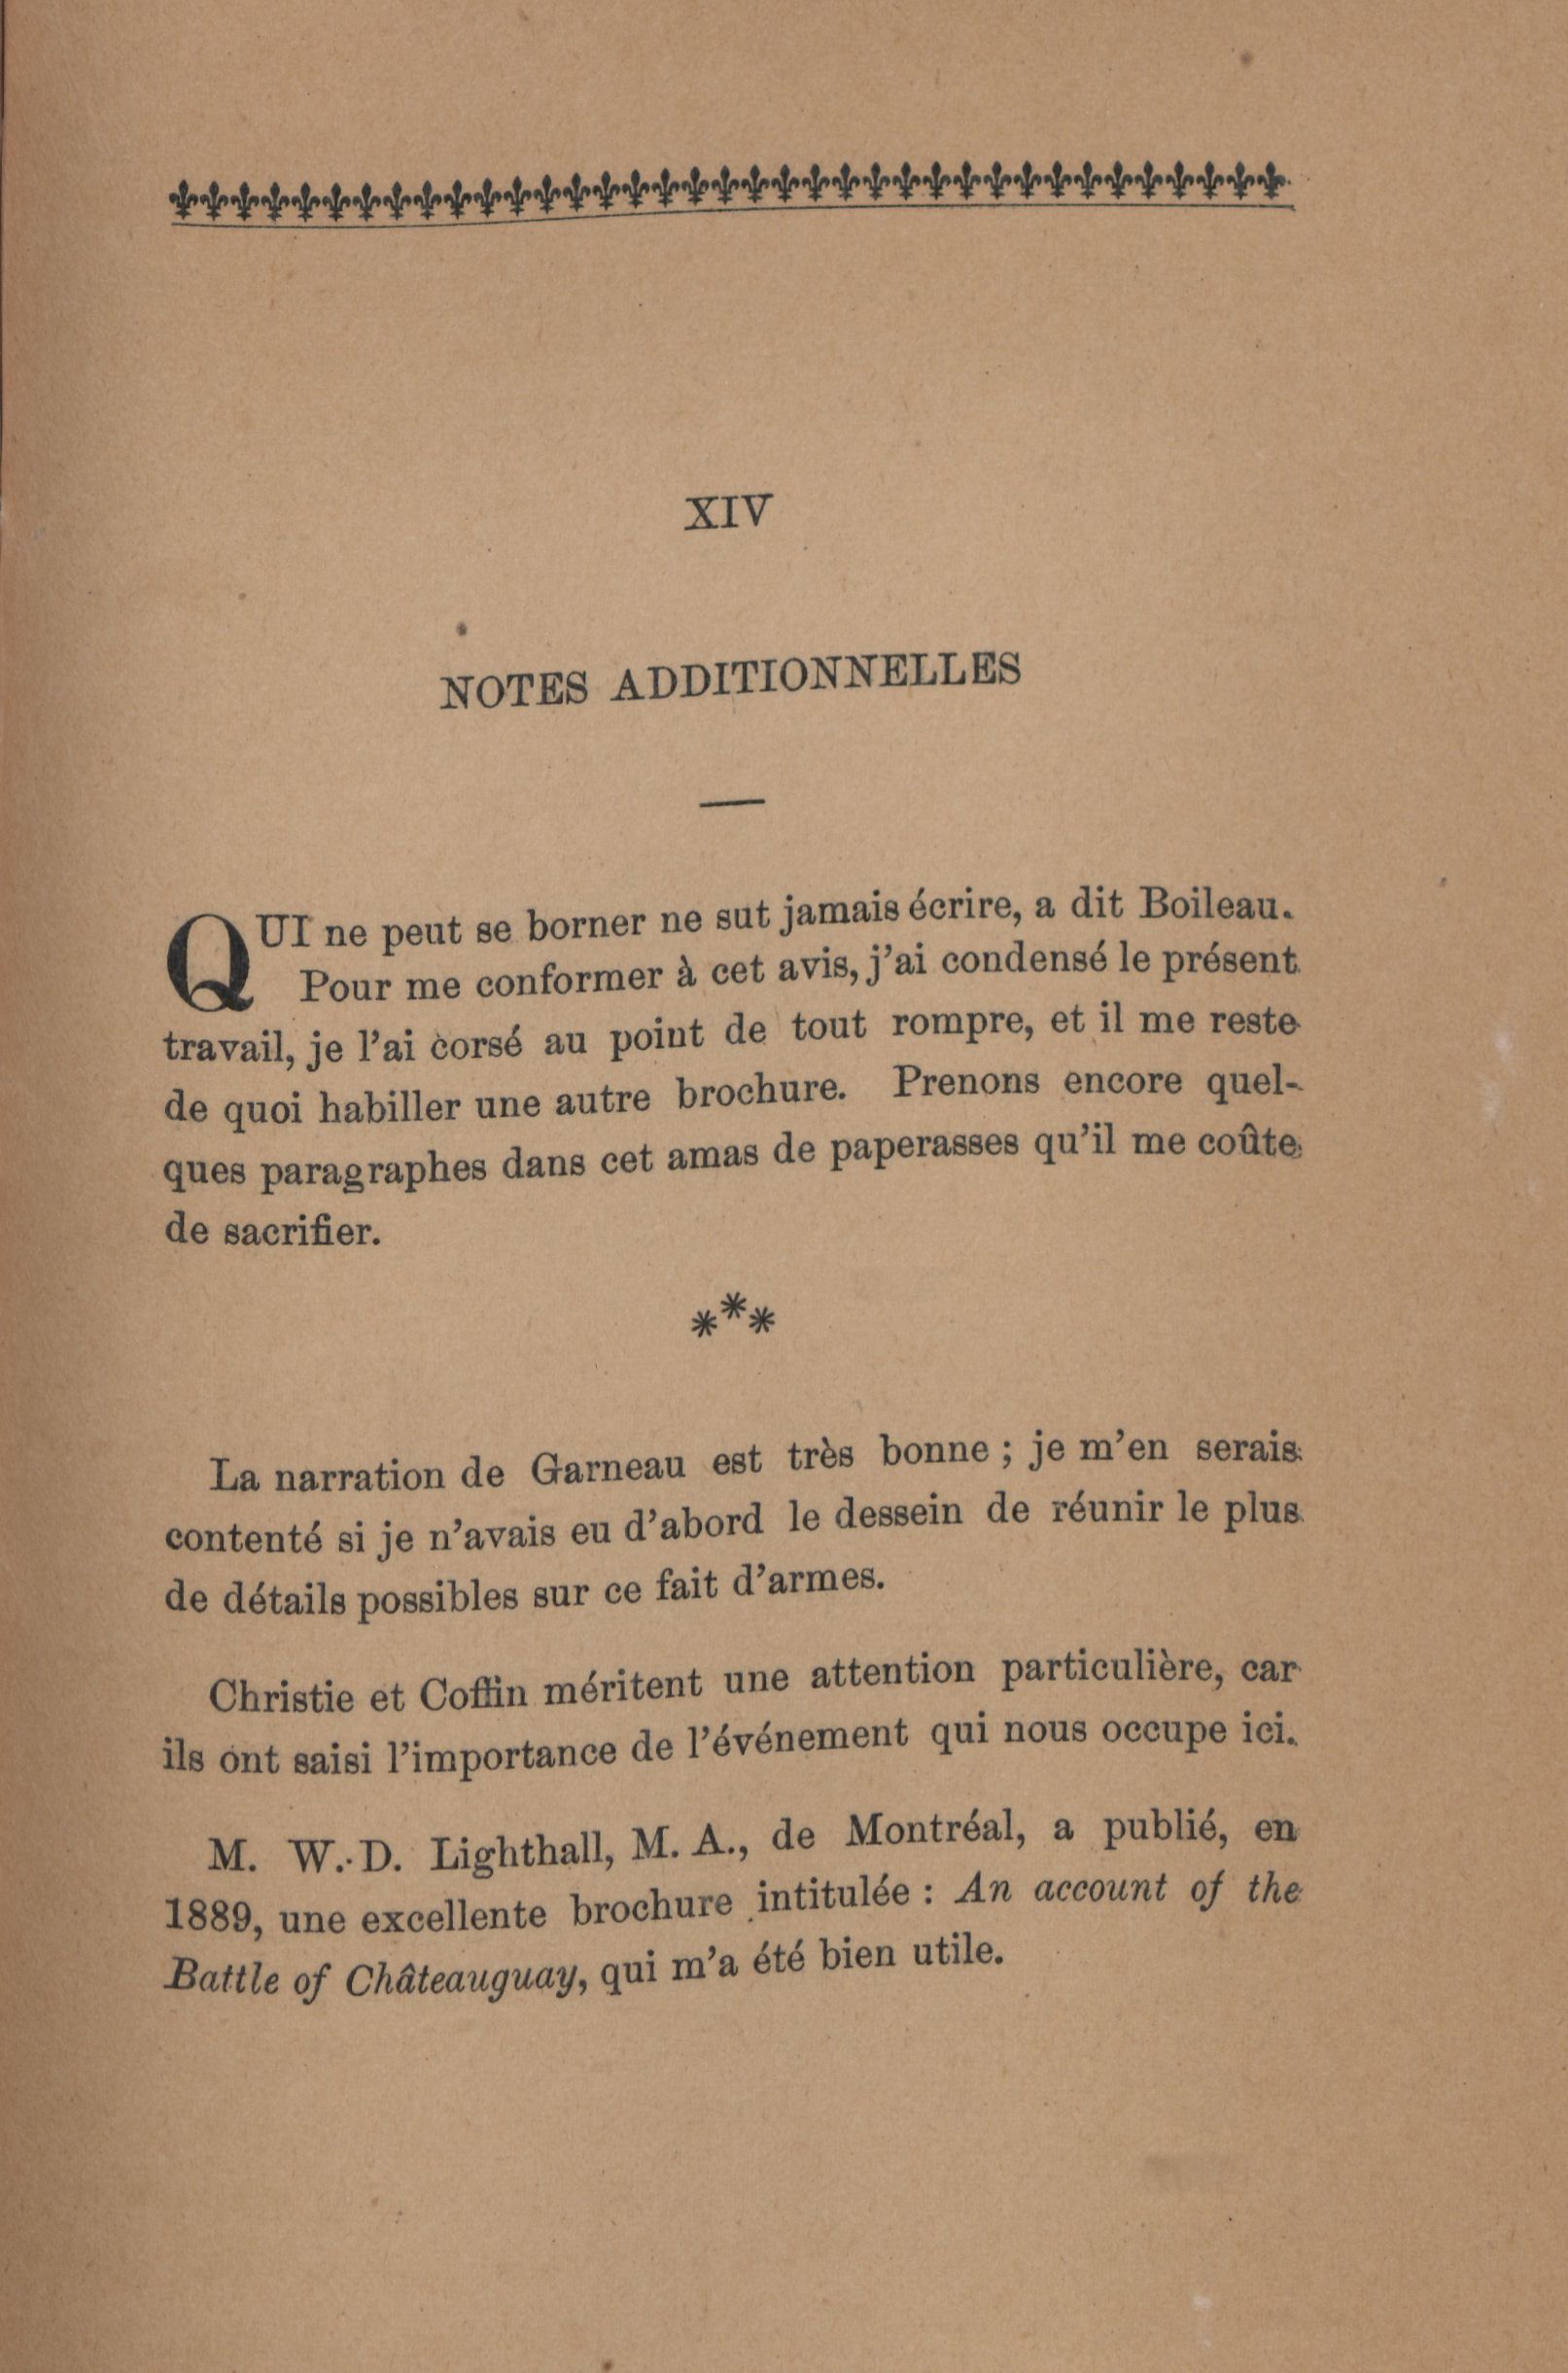 XIV
NOTES ADDITIONNELLES
QUI ne peut se borner ne sut jamais écrire, a dit Boileau.
Pour me conformer à cet avis, j’ai condensé le présent
travail, je l’ai corsé au point de tout rompre, et il me reste
de quoi habiller une autre brochure. Prenons encore quel-
ques paragraphes dans cet amas de paperasses qu’il me coûte
de sacrifier.
***
La narration de Garneau est très bonne ; je m’en serais
contenté si je n’avais eu d’abord le dessein de réunir le plus
de détails possibles sur ce fait d’armes.
Christie et Coffin méritent une attention particulière, car
ils ont saisi l’importance de l’événement qui nous occupe ici.
M. W.-D. Lighthall, M. A., de Montréal, a publié, en
1889, une excellente brochure intitulée : An account of the
Battle of Châteauguay, qui m’a été bien utile.